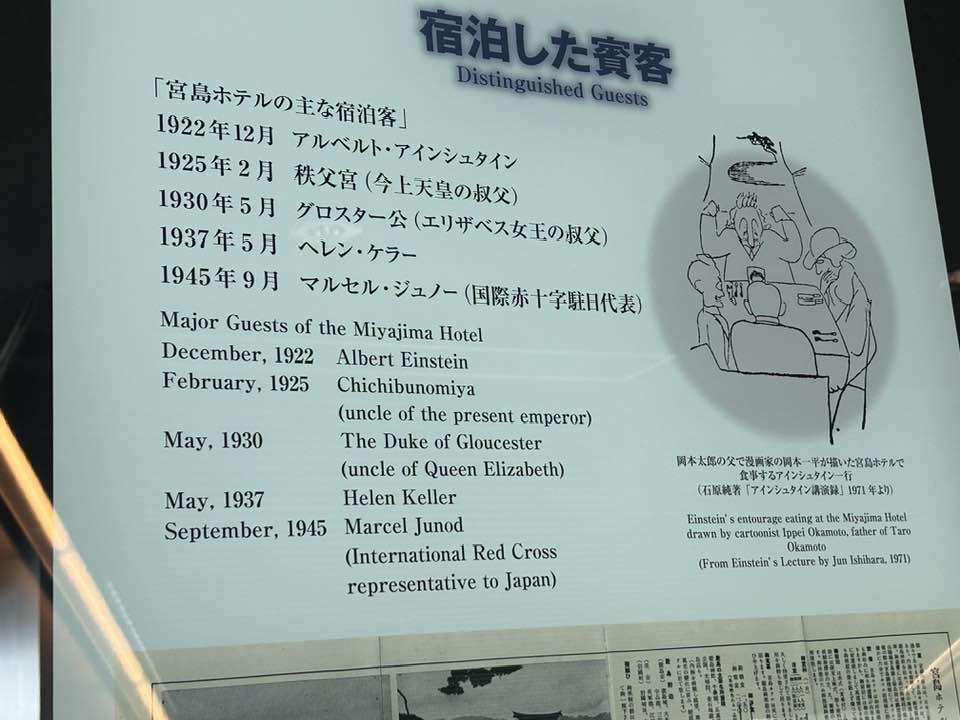 宿泊した賓客
Distinguished Guests
「宮島ホテルの主な宿泊客」
1922年12月 アルベルト・アインシュタイン
1925年 2月 秩父宮(今上天皇の叔父)
1930年 5月 グロスター公(エリザベス女王の叔父)
1937年 5月 ヘレン・ケラー
1945年 9月 マルセル・ジュノー(国際赤十字駐日代表)
Major Guests of the Miyajima Hotel
December, 1922 Albert Einstein
February, 1925 Chichibunomiya
(uncle of the present emperor)
May, 1930 The Duke of Gloucester
(uncle of Queen Elizabeth)
May, 1937 Helen Keller
September, 1945 Marcel Junod
(International Red Cross
representative to Japan)
岡本太郎の父で漫画家の岡本一平が描いた宮島ホテルで
食事するアインシュタイン一行
(石原純著「アインシュタイン講演録」1971年より)
Einstein's entourage eating at the Miyajima Hotel
drawn by cartoonist Ippei Okamoto, father of Taro
Okamoto
(From Einstein's Lecture by Jun Ishihara, 1971)
宮島ホテ